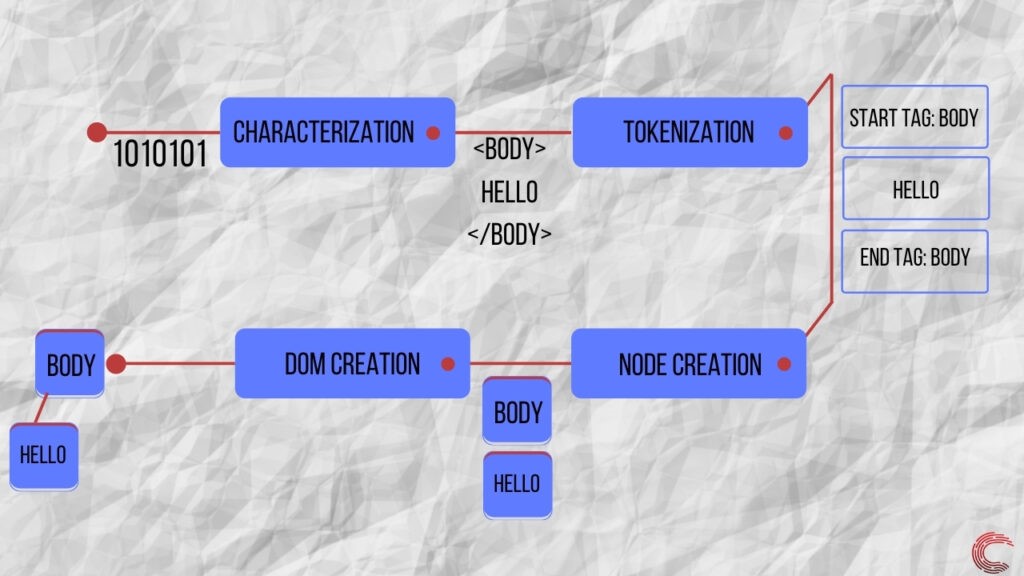 CHARACTERIZATION
TOKENIZATION
1010101
<BODY>
HELLO
</BODY>
START TAG: BODY
HELLO
END TAG: BODY
BODY
DOM CREATION
NODE CREATION
HELLO
BODY
HELLO